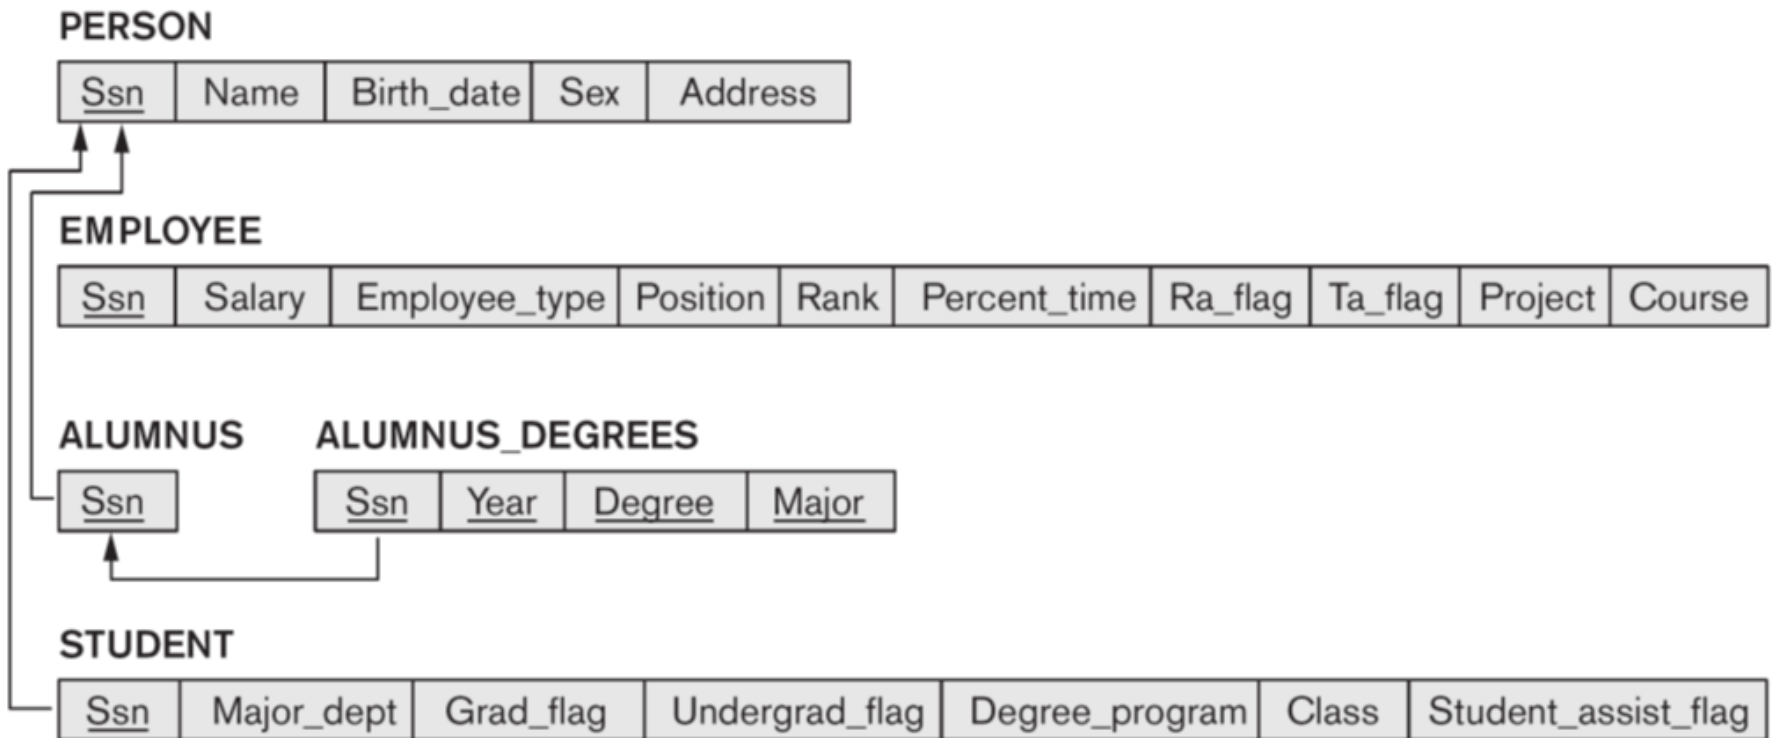 PERSON
Ssn Name Birth_date Sex Address
EMPLOYEE
Ssn Salary Employee_type Position Rank Percent_time Ra_flag Ta_flag Project Course
ALUMNUS ALUMNUS_DEGREES
Ssn Ssn Year Degree Major
STUDENT
Ssn Major_dept Grad_flag Undergrad_flag Degree_program Class Student_assist_flag